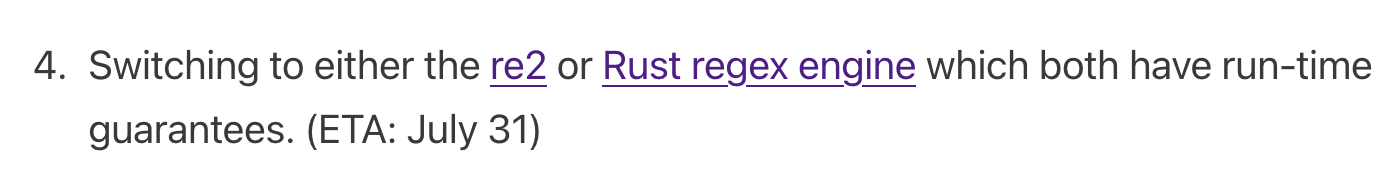 4. Switching to either the re2 or Rust regex engine which both have run-time
guarantees. (ETA: July 31)